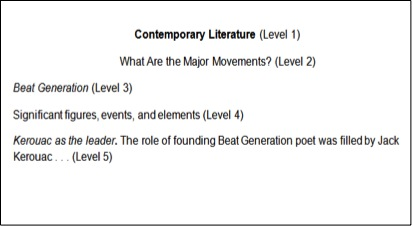 Contemporary Literature (Level 1)
What Are the Major Movements? (Level 2)
Beat Generation (Level 3)
Significant figures, events, and elements (Level 4)
Kerouac as the leader. The role of founding Beat Generation poet was filled by Jack
Kerouac . . . (Level 5)